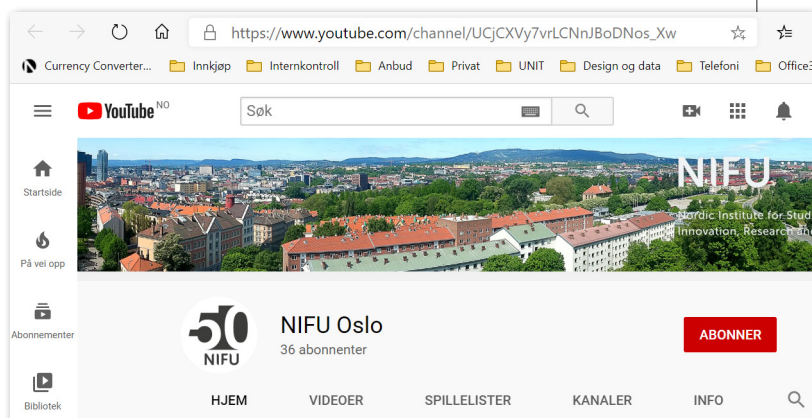 https://www.youtube.com/channel/UCjCXVy7vrLCNnJBoDNos_Xw
Currency Converter... Innkjøp Internkontroll Anbud Privat UNIT Design og data Telefoni Office3
YouTube NO
Søk
Startside
På vei opp
Abonnementer
Bibliotek
NIFU
Nordic Institute for Stud
Innovation, Research and
50
NIFU
NIFU Oslo
36 abonnenter
ABONNER
HJEM VIDEOER SPILLELISTER KANALER INFO